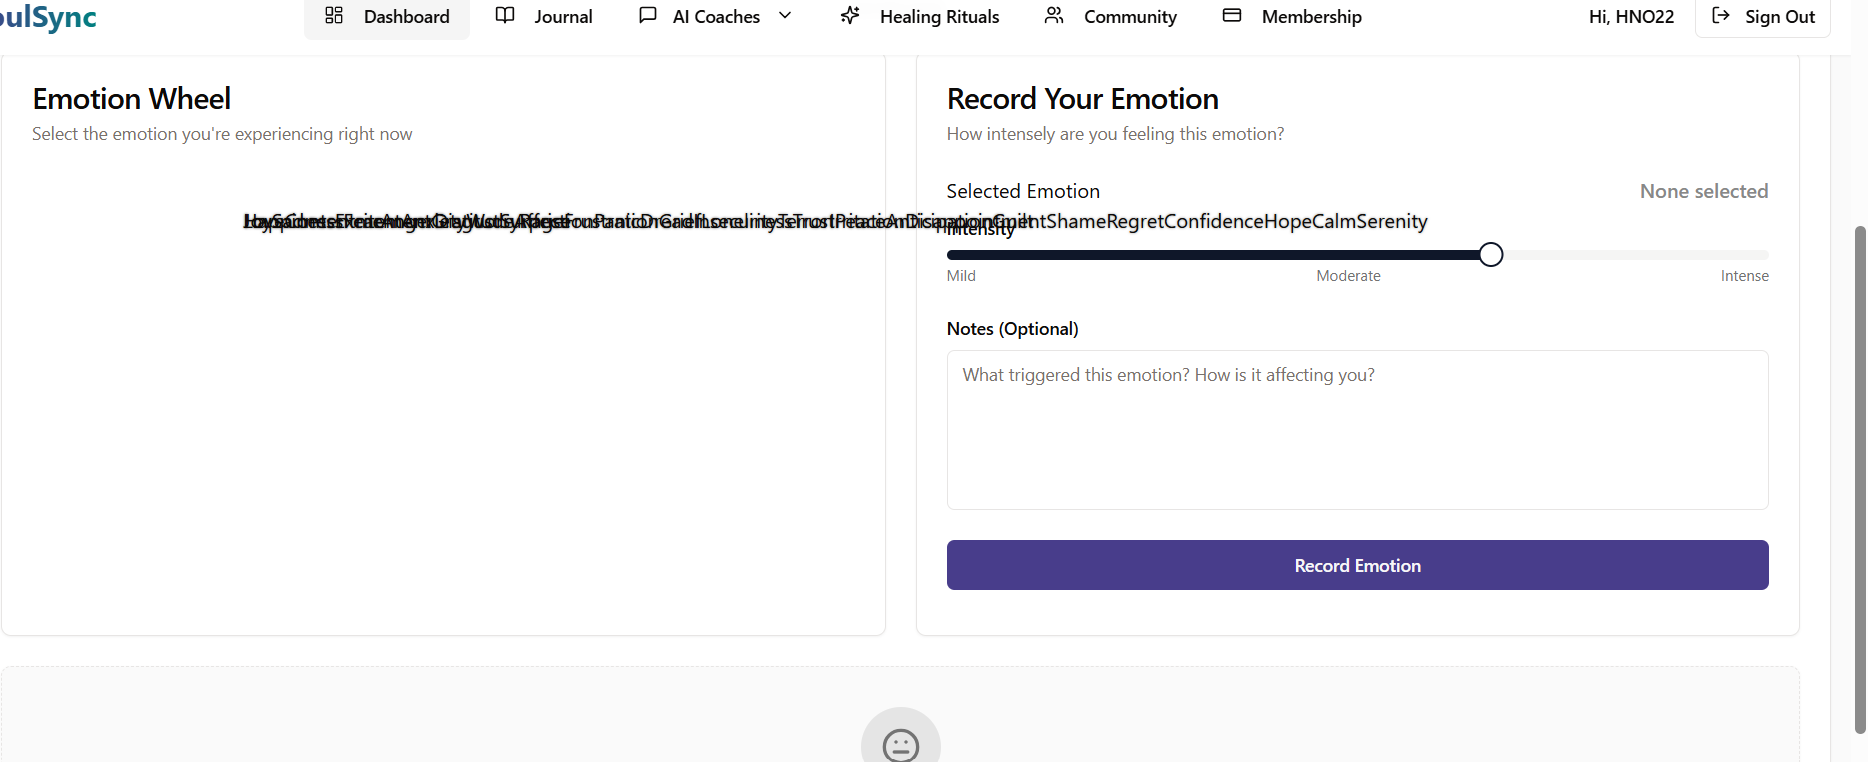 oulSync
Dashboard
Journal
AI Coaches
Healing Rituals
Community
Membership
Hi, HNO22
Sign Out
Emotion Wheel
Select the emotion you're experiencing right now
Record Your Emotion
How intensely are you feeling this emotion?
Selected Emotion
None selected
ShameRegretConfidenceHopeCalmSerenity
Intensity
Mild
Moderate
Intense
Notes (Optional)
What triggered this emotion? How is it affecting you?
Record Emotion